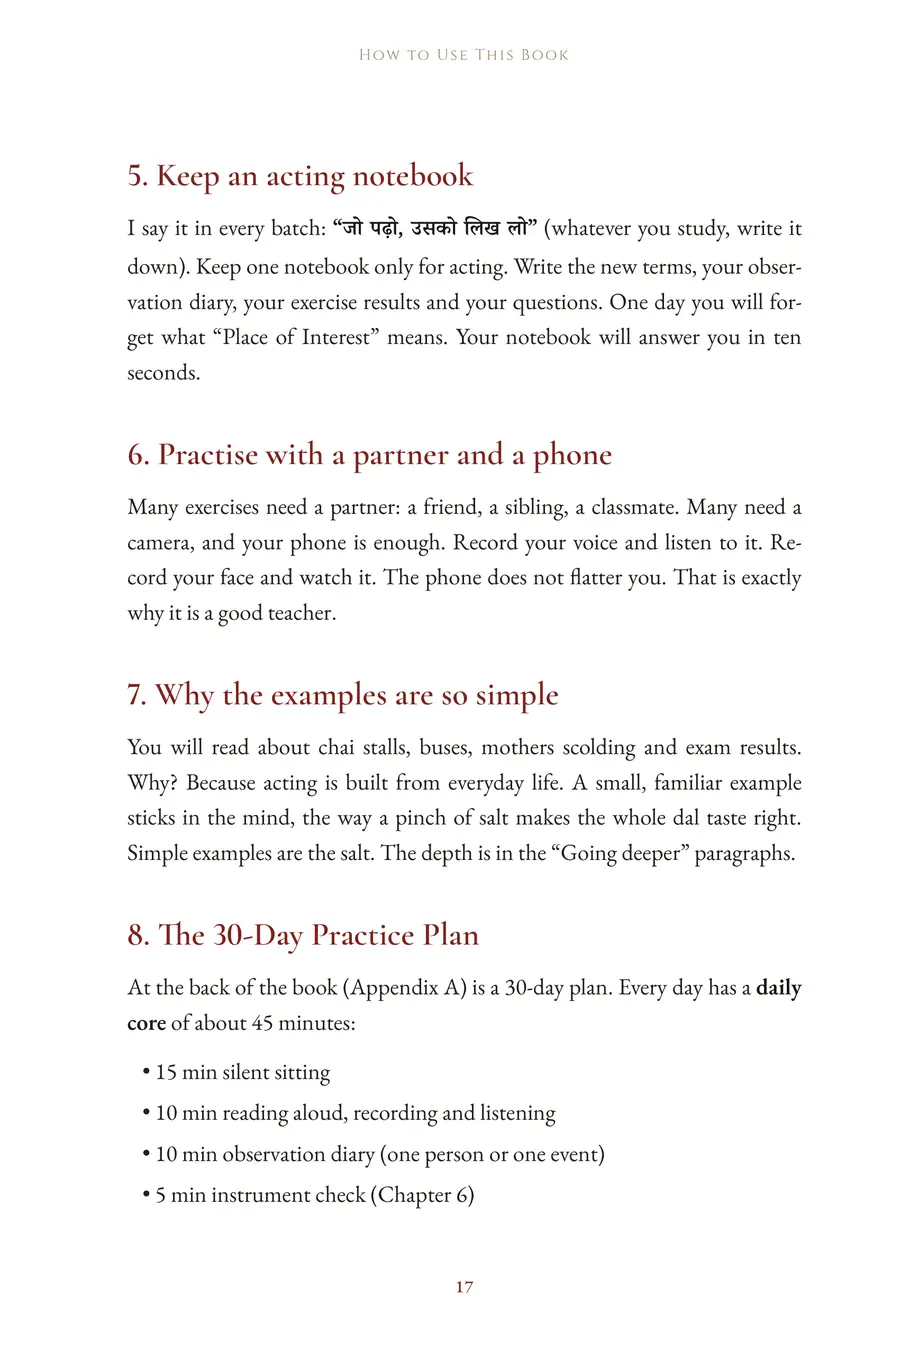 How to Use This Book
5. Keep an acting notebook
I say it in every batch: “जो पढ़ो, उसको लिख लो” (whatever you study, write it
down). Keep one notebook only for acting. Write the new terms, your obser-
vation diary, your exercise results and your questions. One day you will for-
get what “Place of Interest” means. Your notebook will answer you in ten
seconds.
6. Practise with a partner and a phone
Many exercises need a partner: a friend, a sibling, a classmate. Many need a
camera, and your phone is enough. Record your voice and listen to it. Re-
cord your face and watch it. The phone does not flatter you. That is exactly
why it is a good teacher.
7. Why the examples are so simple
You will read about chai stalls, buses, mothers scolding and exam results.
Why? Because acting is built from everyday life. A small, familiar example
sticks in the mind, the way a pinch of salt makes the whole dal taste right.
Simple examples are the salt. The depth is in the “Going deeper” paragraphs.
8. The 30-Day Practice Plan
At the back of the book (Appendix A) is a 30-day plan. Every day has a daily
core of about 45 minutes:
• 15 min silent sitting
• 10 min reading aloud, recording and listening
• 10 min observation diary (one person or one event)
• 5 min instrument check (Chapter 6)
17